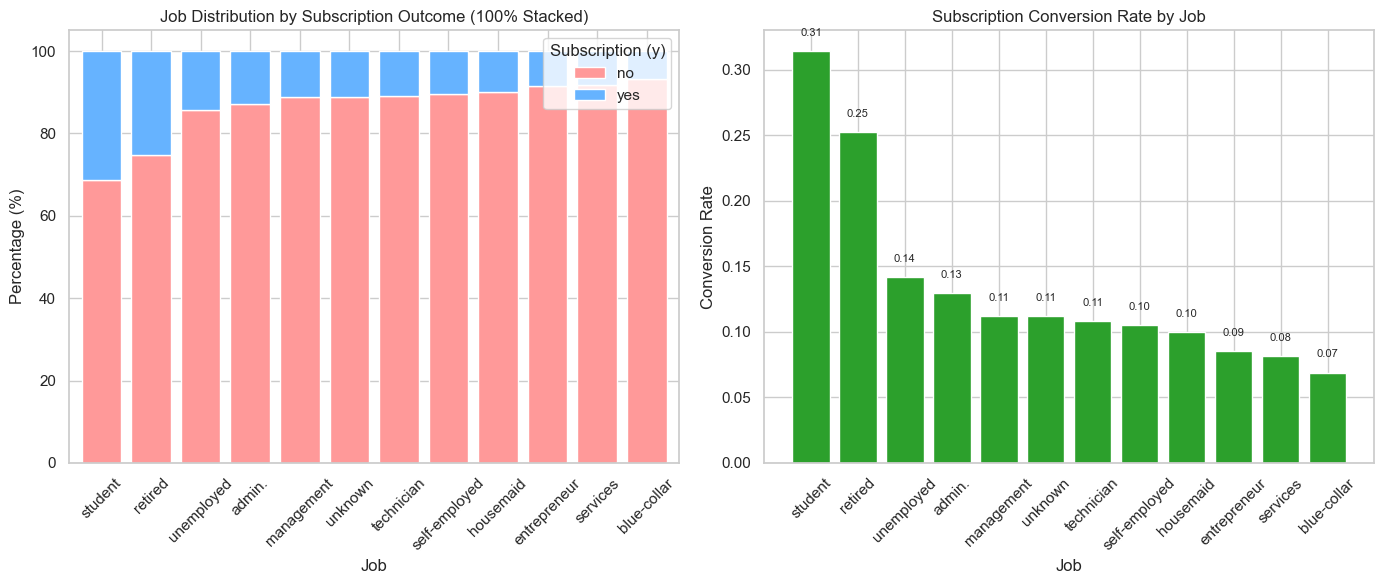 Job Distribution by Subscription Outcome (100% Stacked)
Subscription (y)
no
yes
Percentage (%)
100
80
60
40
20
0
student
retired
unemployed
admin.
management
unknown
technician
self-employed
housemaid
entrepreneur
services
blue-collar
Job
Subscription Conversion Rate by Job
Conversion Rate
0.30
0.25
0.20
0.15
0.10
0.05
0.00
0.31
0.25
0.14
0.13
0.11
0.11
0.11
0.10
0.10
0.09
0.08
0.07
student
retired
unemployed
admin.
management
unknown
technician
self-employed
housemaid
entrepreneur
services
blue-collar
Job